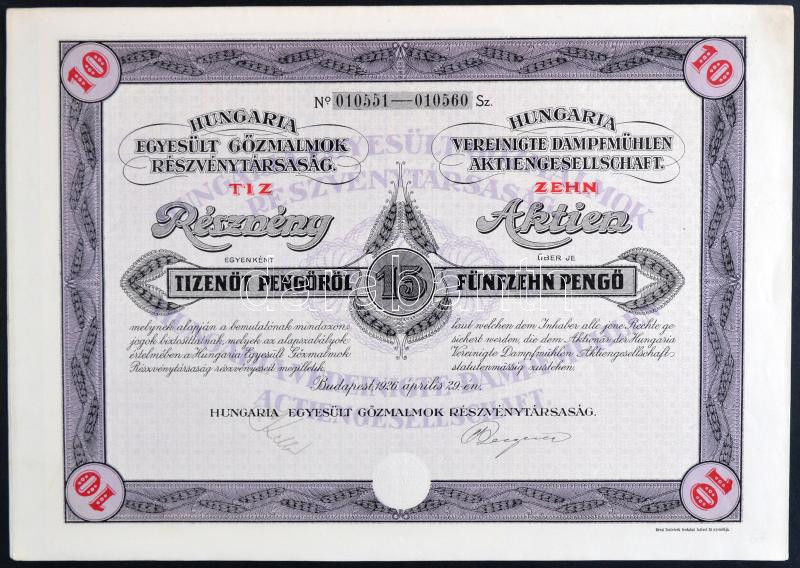 10
10
Nº 010551—010560 Sz.
HUNGARIA
EGYESÜLT GŐZMALMOK
RÉSZVÉNYTÁRSASÁG.
TIZ
Részvény
EGYENKÉNT
TIZENÖT PENGŐRŐL
HUNGARIA
VEREINIGTE DAMPFMÜHLEN
AKTIENGESELLSCHAFT.
ZEHN
Aktien
ÜBER JE
FÜNFZEHN PENGŐ
15
melynek alapján a bemutatónak mindazon
jogok biztosíttatnak, melyek az alapszabályok
értelmében a Hungaria Egyesült Gőzmalmok
Részvénytársaság részvényeseit megilletik.
laut welchen dem Inhaber alle jene Rechte ge-
sichert werden, die dem Aktionär der Hungaria
Vereinigte Dampfmühlen Aktiengesellschaft
statutenmässig zustehen.
Budapest, 1926 április 29-én.
HUNGARIA EGYESÜLT GŐZMALMOK RÉSZVÉNYTÁRSASÁG.
10
10